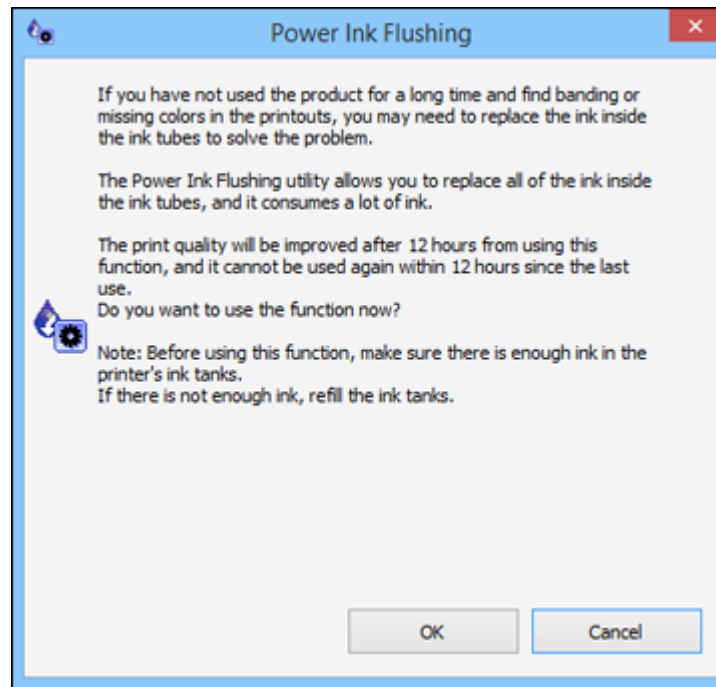 Power Ink Flushing
If you have not used the product for a long time and find banding or
missing colors in the printouts, you may need to replace the ink inside
the ink tubes to solve the problem.
The Power Ink Flushing utility allows you to replace all of the ink inside
the ink tubes, and it consumes a lot of ink.
The print quality will be improved after 12 hours from using this
function, and it cannot be used again within 12 hours since the last
use.
Do you want to use the function now?
Note: Before using this function, make sure there is enough ink in the
printer's ink tanks.
If there is not enough ink, refill the ink tanks.
OK
Cancel